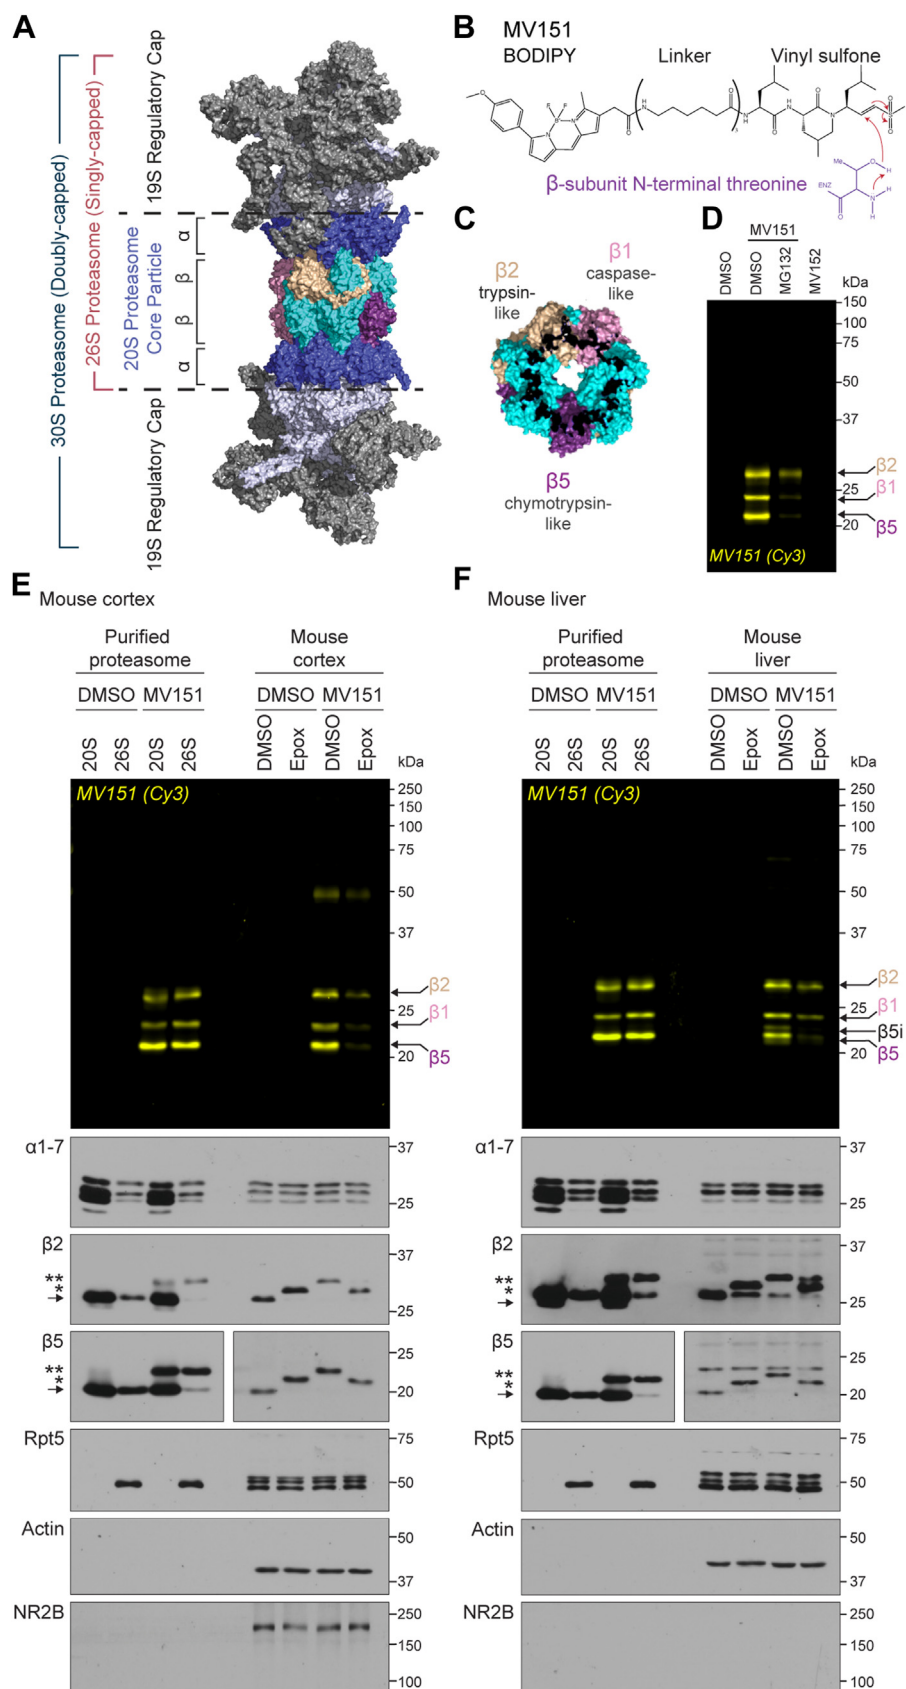 A
30S Proteasome (Doubly-capped)
26S Proteasome (Singly-capped)
19S Regulatory Cap
20S Proteasome
Core Particle
α
β
β
α
19S Regulatory Cap
B
MV151
BODIPY
Linker
Vinyl sulfone
β-subunit N-terminal threonine
Me
ENZ
C
β2
trypsin-
like
β1
caspase-
like
β5
chymotrypsin-
like
D
MV151
DMSO
DMSO
MG132
MV152
kDa
150
100
75
50
37
25
20
β2
β1
β5
MV151 (Cy3)
E
Mouse cortex
Purified
proteasome
Mouse
cortex
DMSO MV151
DMSO MV151
20S
26S
20S
26S
DMSO
Epox
DMSO
Epox
kDa
MV151 (Cy3)
250
150
100
75
50
37
25
20
β2
β1
β5
α1-7
37
25
β2
**
*
37
25
β5
**
*
25
20
Rpt5
75
50
Actin
50
37
NR2B
250
150
100
F
Mouse liver
Purified
proteasome
Mouse
liver
DMSO MV151
DMSO MV151
20S
26S
20S
26S
DMSO
Epox
DMSO
Epox
kDa
MV151 (Cy3)
250
150
100
75
50
37
25
20
β2
β1
β5i
β5
α1-7
37
25
β2
**
*
37
25
β5
**
*
25
20
Rpt5
75
50
Actin
50
37
NR2B
250
150
100